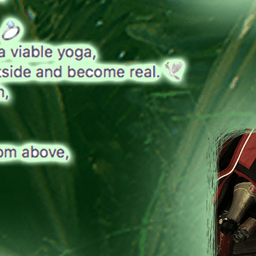 💍
a viable yoga,
tside and become real. 🕊️
n,
om above,